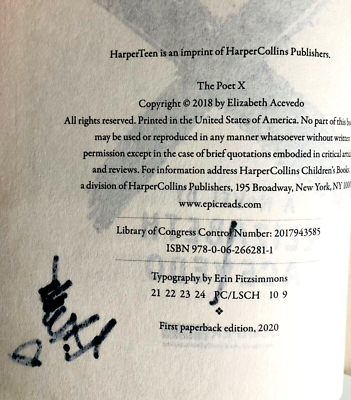 HarperTeen is an imprint of HarperCollins Publishers.
The Poet X
Copyright © 2018 by Elizabeth Acevedo
All rights reserved. Printed in the United States of America. No part of this
may be used or reproduced in any manner whatsoever without written
permission except in the case of brief quotations embodied in critical
and reviews. For information address HarperCollins Children's Books
a division of HarperCollins Publishers, 195 Broadway, New York, NY
www.epicreads.com
Library of Congress Control Number: 2017943585
ISBN 978-0-06-266281-1
Typography by Erin Fitzsimmons
21 22 23 24 PC/LSCH 10 9
First paperback edition, 2020